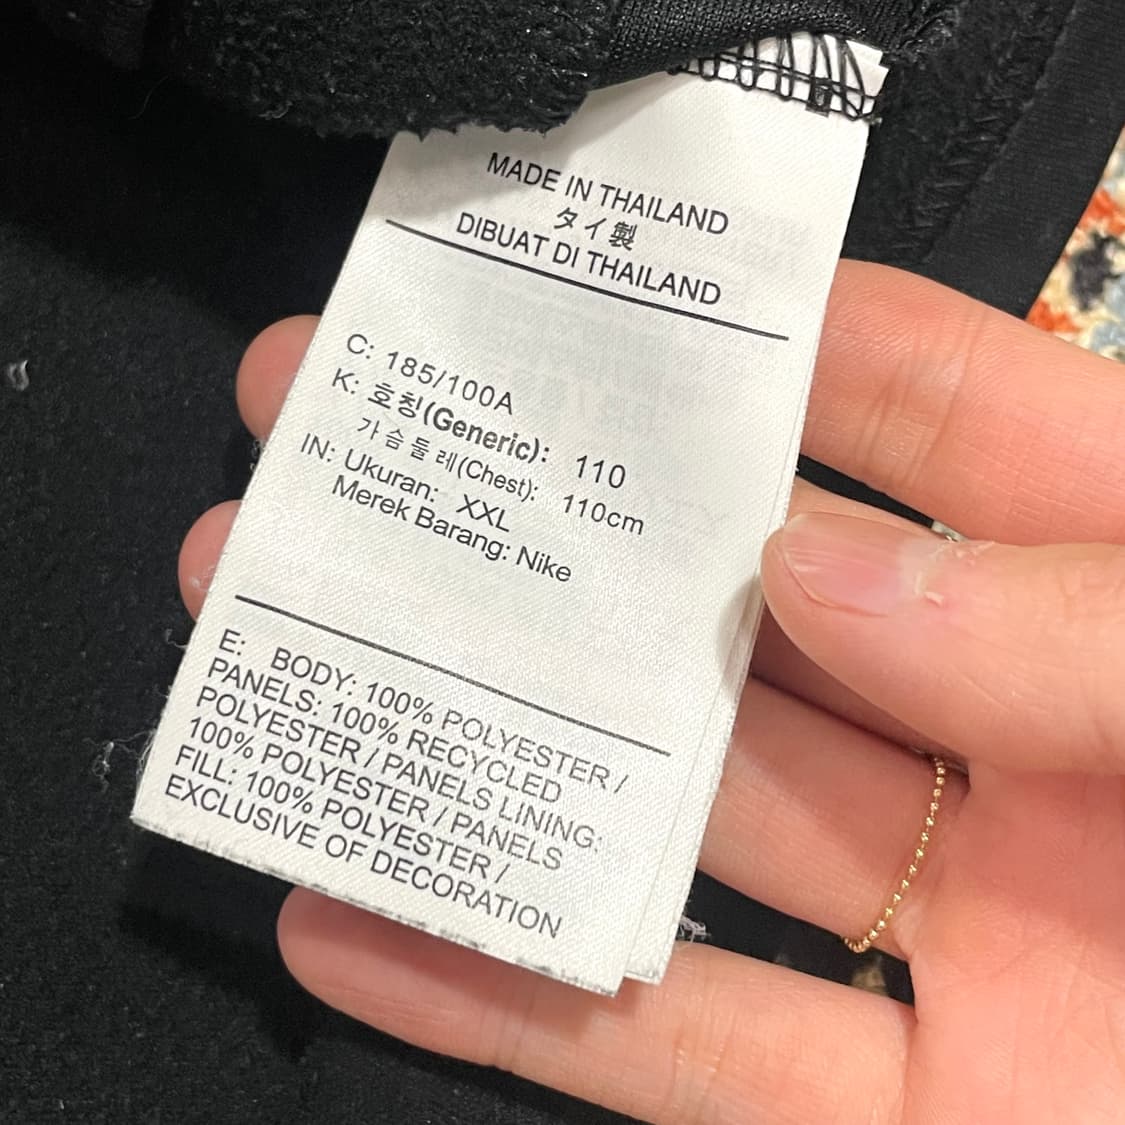 MADE IN THAILAND
タイ製
DIBUAT DI THAILAND
C: 185/100A
K: 호칭(Generic): 110
가슴둘레(Chest): 110cm
IN: Ukuran: XXL
Merek Barang: Nike
E: BODY: 100% POLYESTER /
PANELS: 100% RECYCLED
POLYESTER / PANELS LINING:
100% POLYESTER / PANELS
FILL: 100% POLYESTER /
EXCLUSIVE OF DECORATION